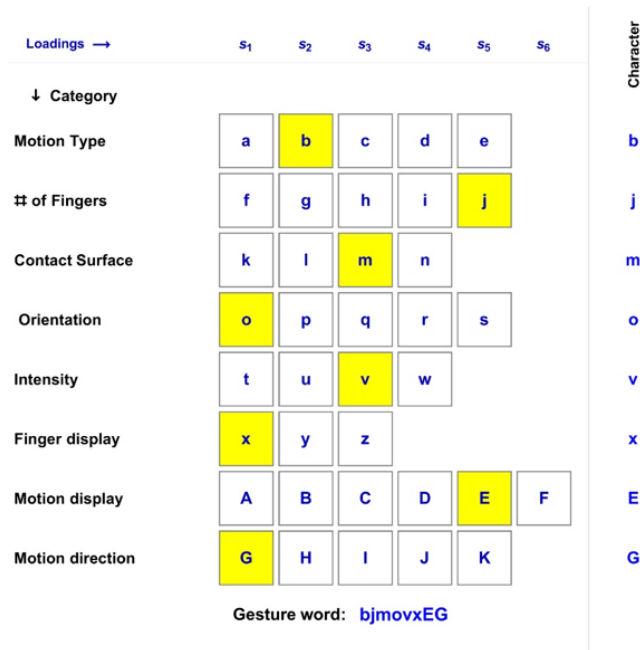 Loadings → s₁ s₂ s₃ s₄ s₅ s₆ Character
↓ Category
Motion Type a b c d e b
# of Fingers f g h i j j
Contact Surface k l m n m
Orientation o p q r s o
Intensity t u v w v
Finger display x y z x
Motion display A B C D E F E
Motion direction G H I J K G
Gesture word: bjmovxEG